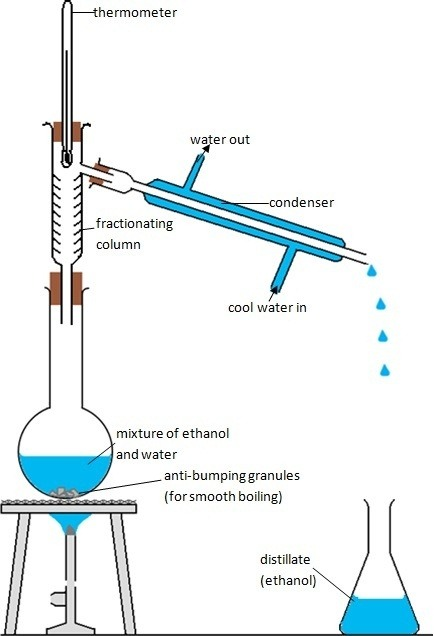 thermometer
water out
condenser
fractionating
column
cool water in
mixture of ethanol
and water
anti-bumping granules
(for smooth boiling)
distillate
(ethanol)